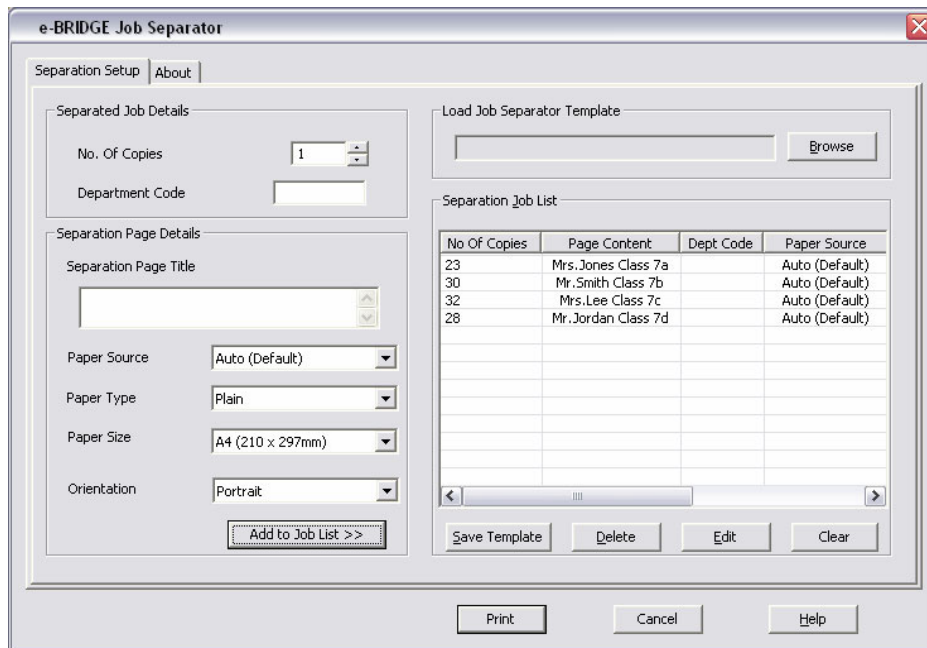 e-BRIDGE Job Separator
Separation Setup
About
Separated Job Details
No. Of Copies
1
Department Code
Separation Page Details
Separation Page Title
Paper Source
Auto (Default)
Paper Type
Plain
Paper Size
A4 (210 x 297mm)
Orientation
Portrait
Add to Job List >>
Load Job Separator Template
Browse
Separation Job List
No Of Copies Page Content Dept Code Paper Source
23 Mrs.Jones Class 7a Auto (Default)
30 Mr.Smith Class 7b Auto (Default)
32 Mrs.Lee Class 7c Auto (Default)
28 Mr.Jordan Class 7d Auto (Default)
Save Template
Delete
Edit
Clear
Print
Cancel
Help